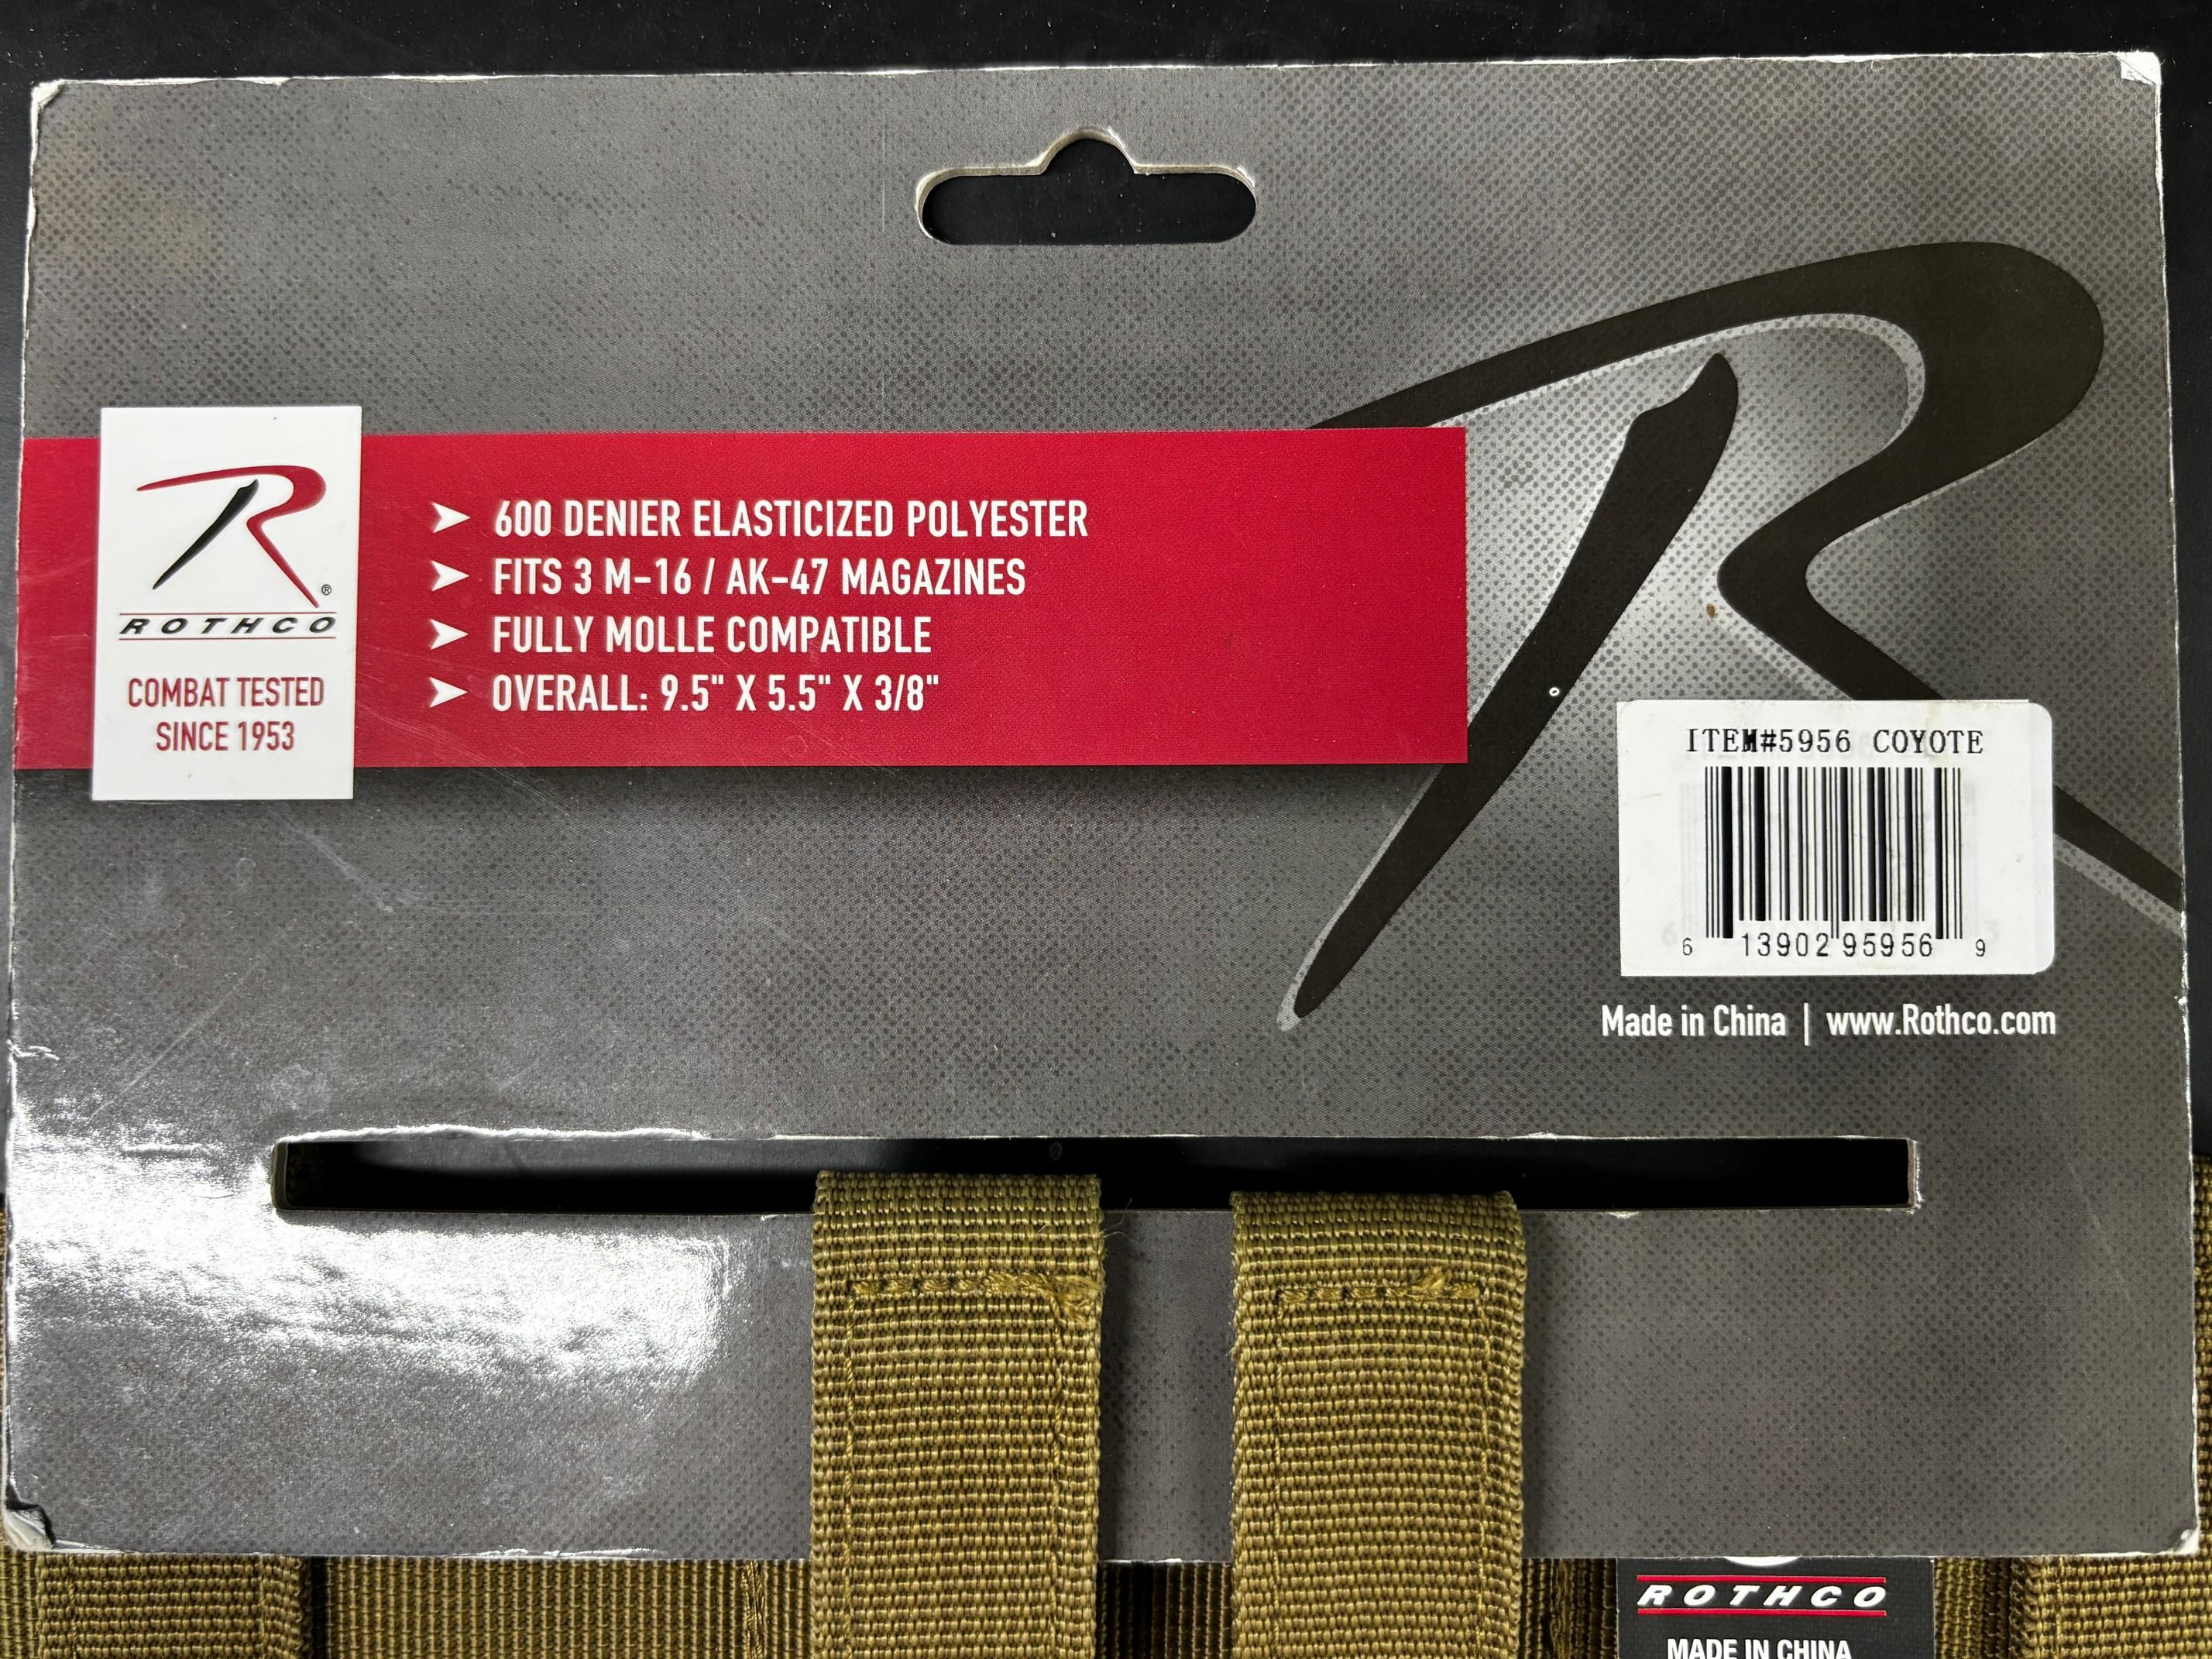 ®
ROTHCO
COMBAT TESTED
SINCE 1953
600 DENIER ELASTICIZED POLYESTER
FITS 3 M-16 / AK-47 MAGAZINES
FULLY MOLLE COMPATIBLE
OVERALL: 9.5" X 5.5" X 3/8"
ITEM#5956 COYOTE
6 13902 95956 9
Made in China | www.Rothco.com
ROTHCO
MADE IN CHINA